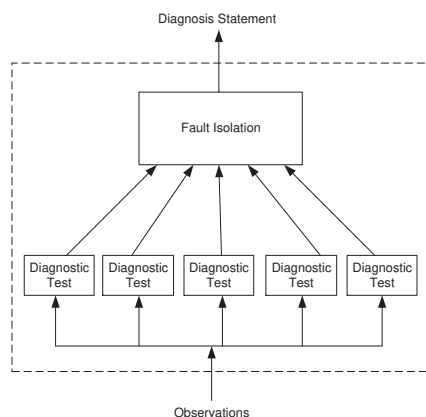 Diagnosis Statement
Fault Isolation
Diagnostic
Test
Diagnostic
Test
Diagnostic
Test
Diagnostic
Test
Diagnostic
Test
Observations